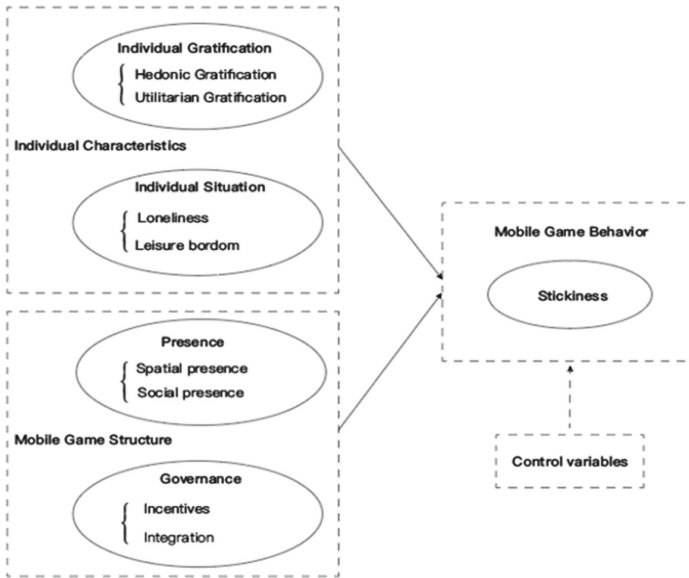 Individual Gratification
Hedonic Gratification
Utilitarian Gratification
Individual Characteristics
Individual Situation
Loneliness
Leisure bordom
Presence
Spatial presence
Social presence
Mobile Game Structure
Governance
Incentives
Integration
Mobile Game Behavior
Stickiness
Control variables